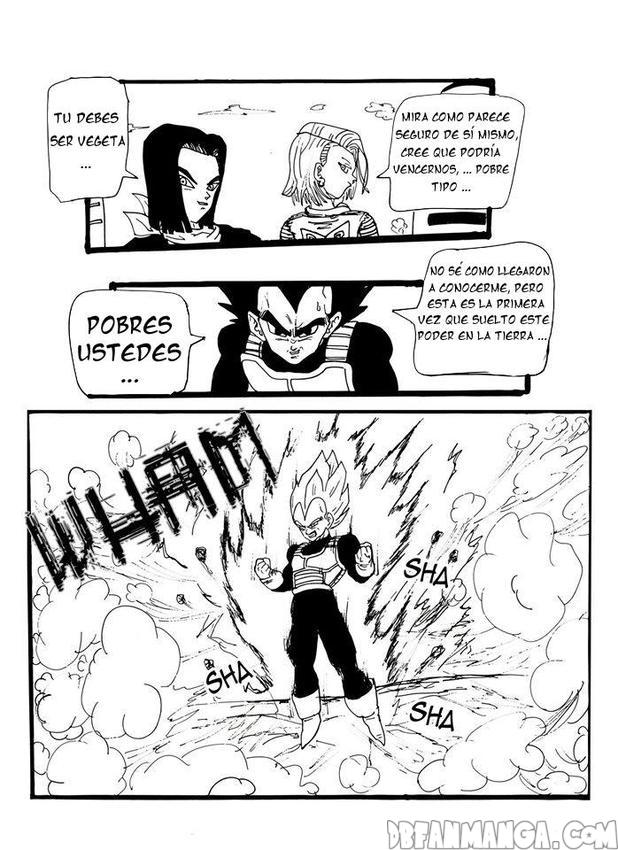 TU DEBES
SER VEGETA
...
MIRA COMO PARECE
SEGURO DE SÍ MISMO,
CREE QUE PODRÍA
VENCERNOS, ... POBRE
TIPO ...
DOBRES
USTEDES
...
NO SÉ COMO LLEGARON
A CONOCERME, PERO
ESTA ES LA PRIMERA
VEZ QUE SUELTO ESTE
PODER EN LA TIERRA ...
WHAM
SHA
SHA
SHA
DBFANMANGA.COM